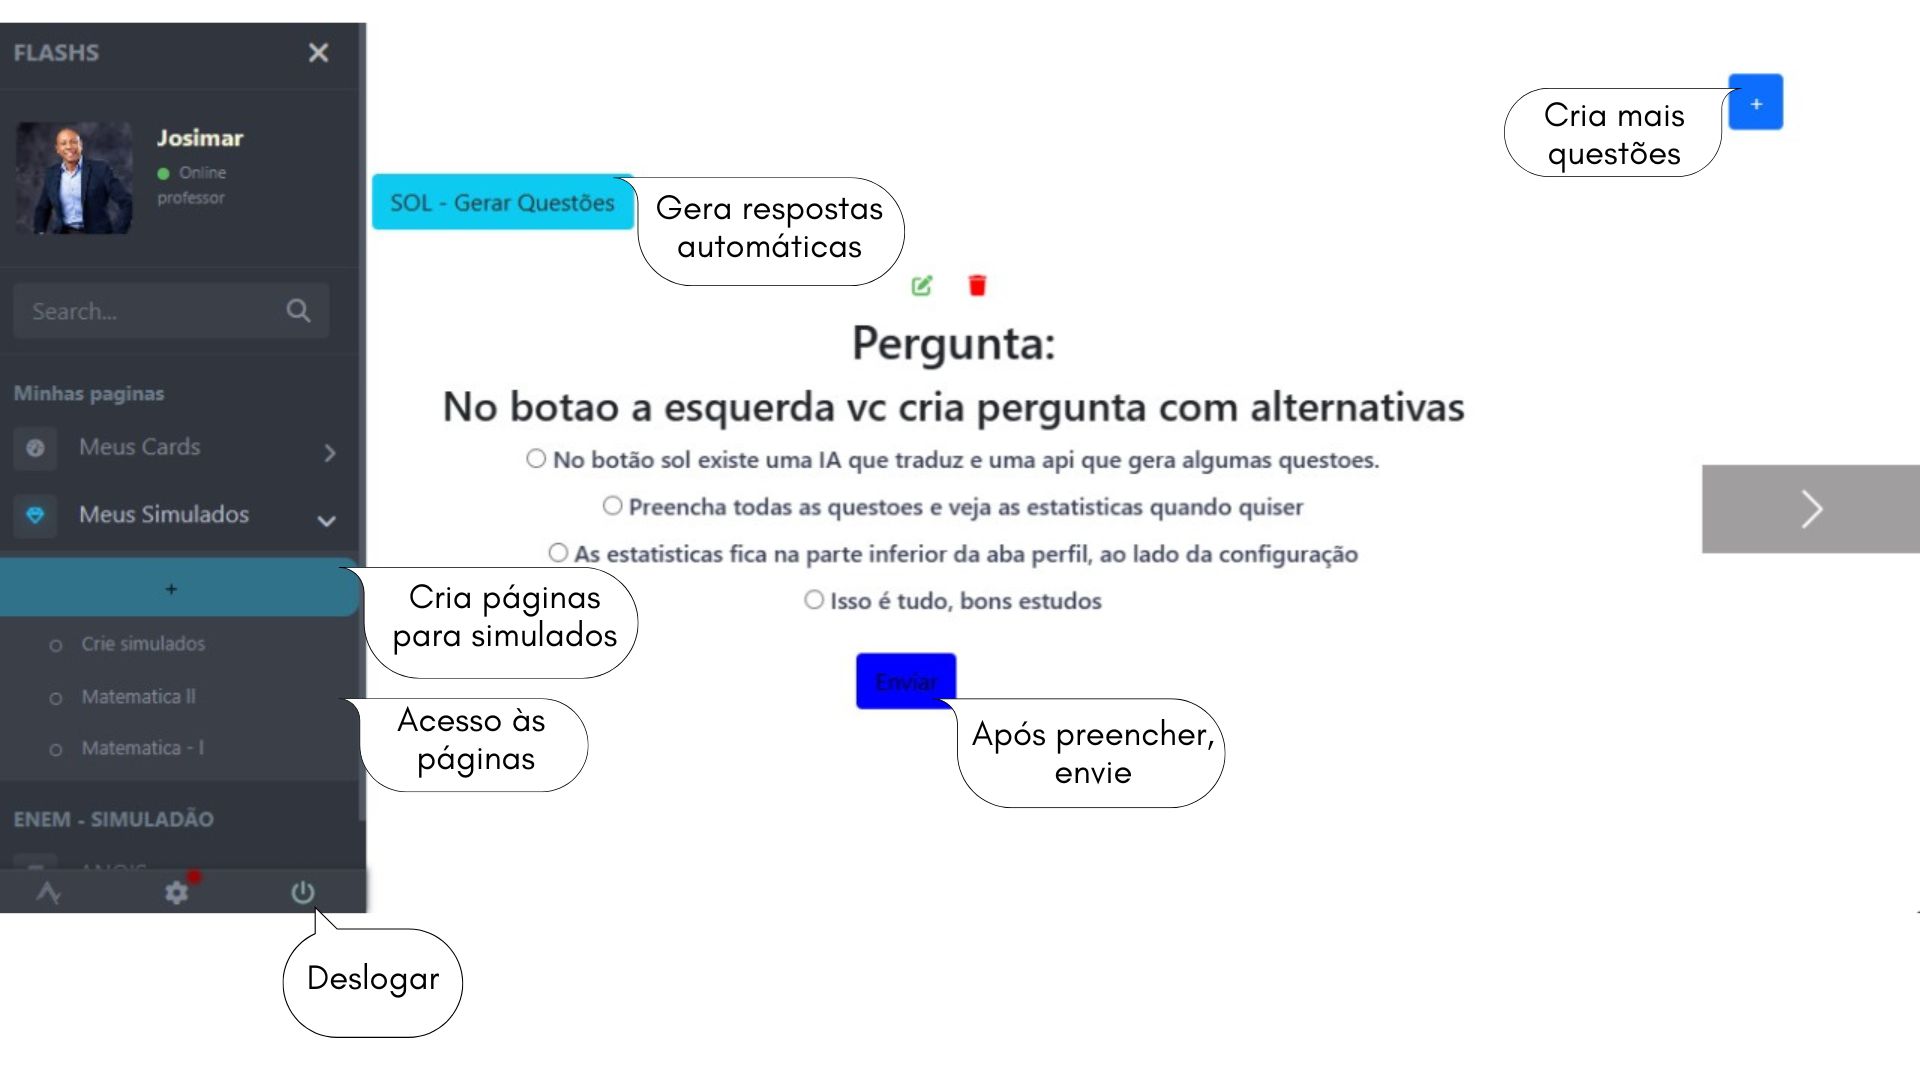 FLASHS
Josimar
Online
professor
Search...
Minhas paginas
Meus Cards
Meus Simulados
+
Crie simulados
Matematica II
Matematica - I
ENEM - SIMULADÃO
+
Cria mais
questões
SOL - Gerar Questões
Gera respostas
automáticas
Pergunta:
No botao a esquerda vc cria pergunta com alternativas
No botão sol existe uma IA que traduz e uma api que gera algumas questoes.
Preencha todas as questoes e veja as estatisticas quando quiser
As estatisticas fica na parte inferior da aba perfil, ao lado da configuração
Isso é tudo, bons estudos
Enviar
Cria páginas
para simulados
Acesso às
páginas
Após preencher,
envie
Deslogar